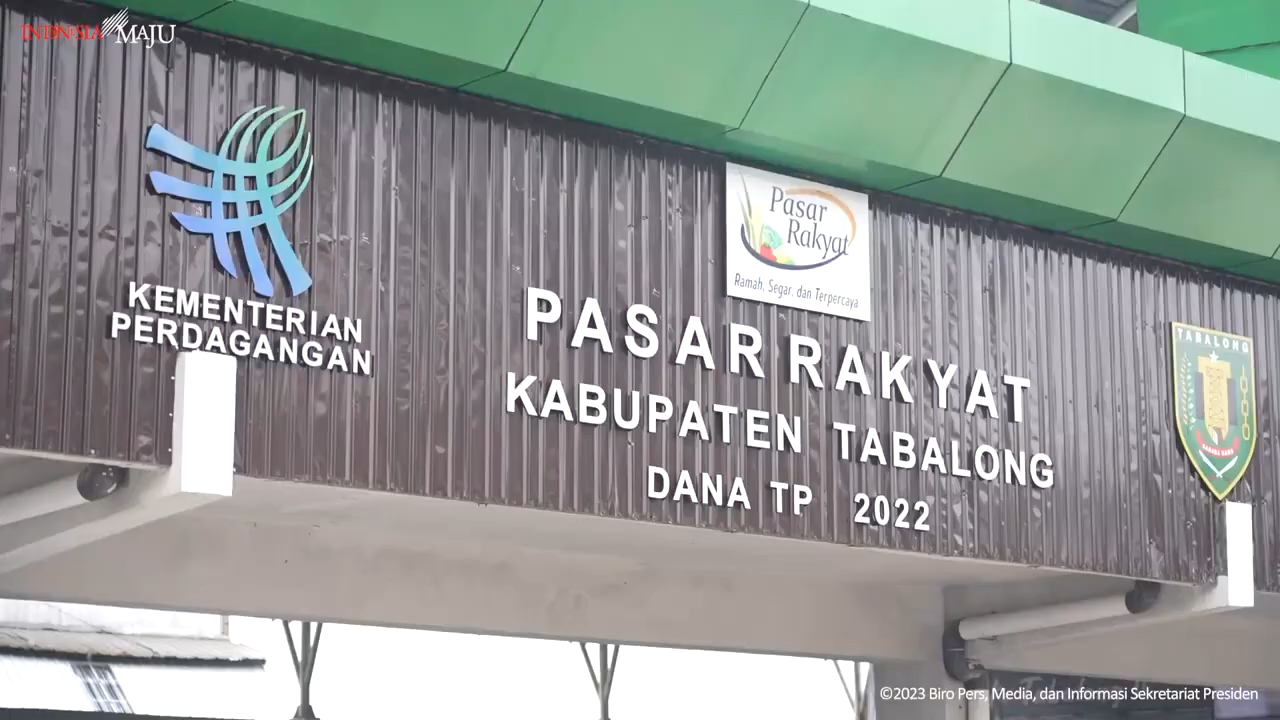 INDONESIA MAJU
KEMENTERIAN
PERDAGANGAN
Pasar
Rakyat
Ramah, Segar, dan Terpercaya
PASAR RAKYAT
KABUPATEN TABALONG
DANA TP 2022
TABALONG
©2023 Biro Pers, Media, dan Informasi Sekretariat Presiden